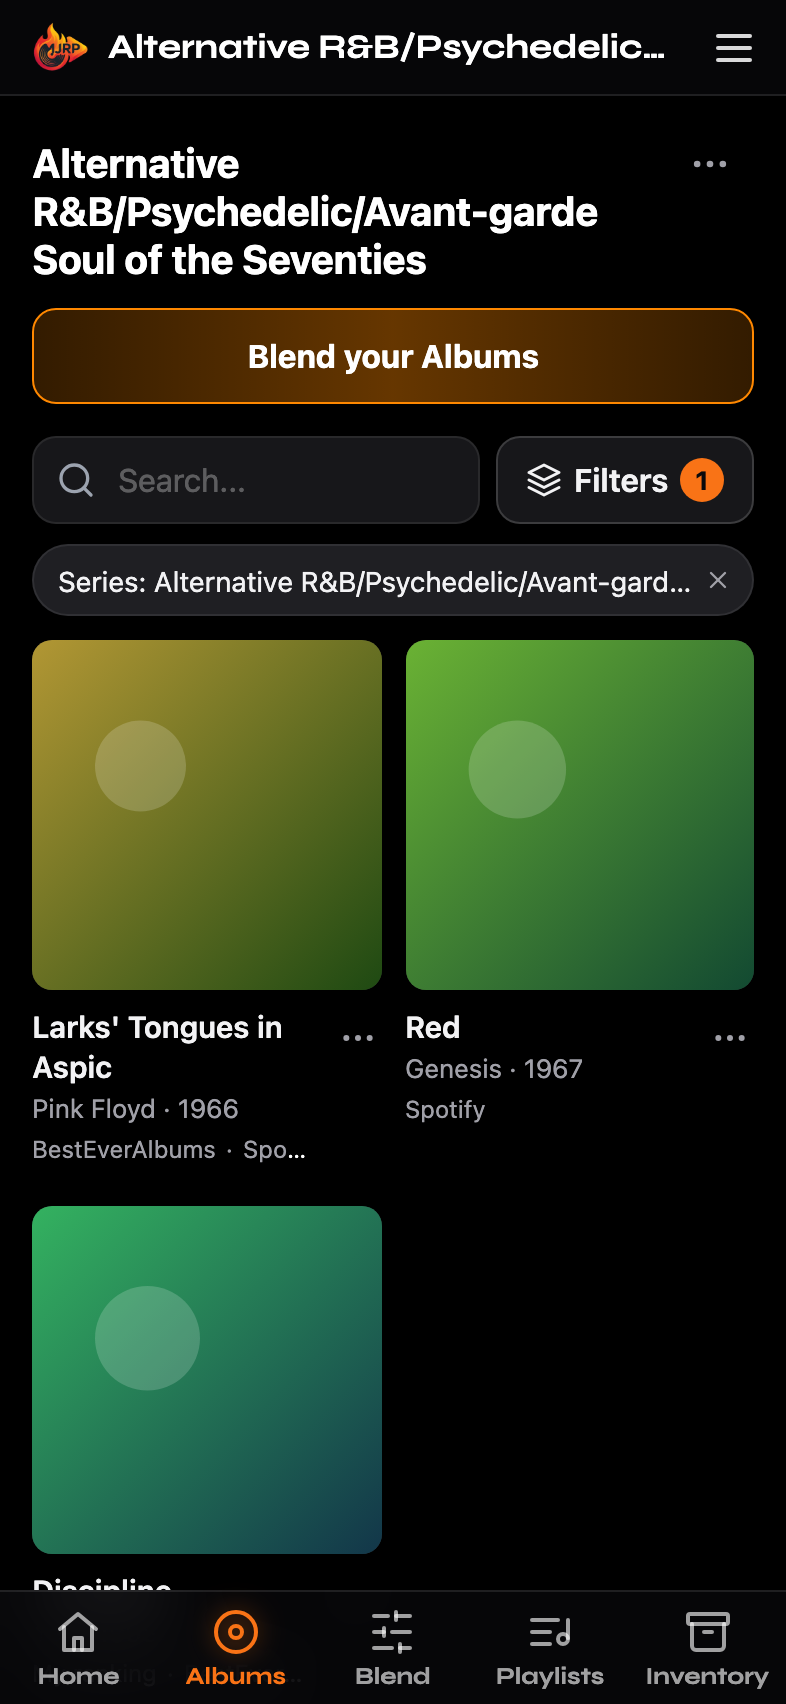 MJRP
Alternative R&B/Psychedelic...
Alternative
R&B/Psychedelic/Avant-garde
Soul of the Seventies
Blend your Albums
Search...
Filters 1
Series: Alternative R&B/Psychedelic/Avant-gard...
Larks' Tongues in
Aspic
Pink Floyd · 1966
BestEverAlbums · Spo...
Red
Genesis · 1967
Spotify
Discipline
Home
Albums
Blend
Playlists
Inventory